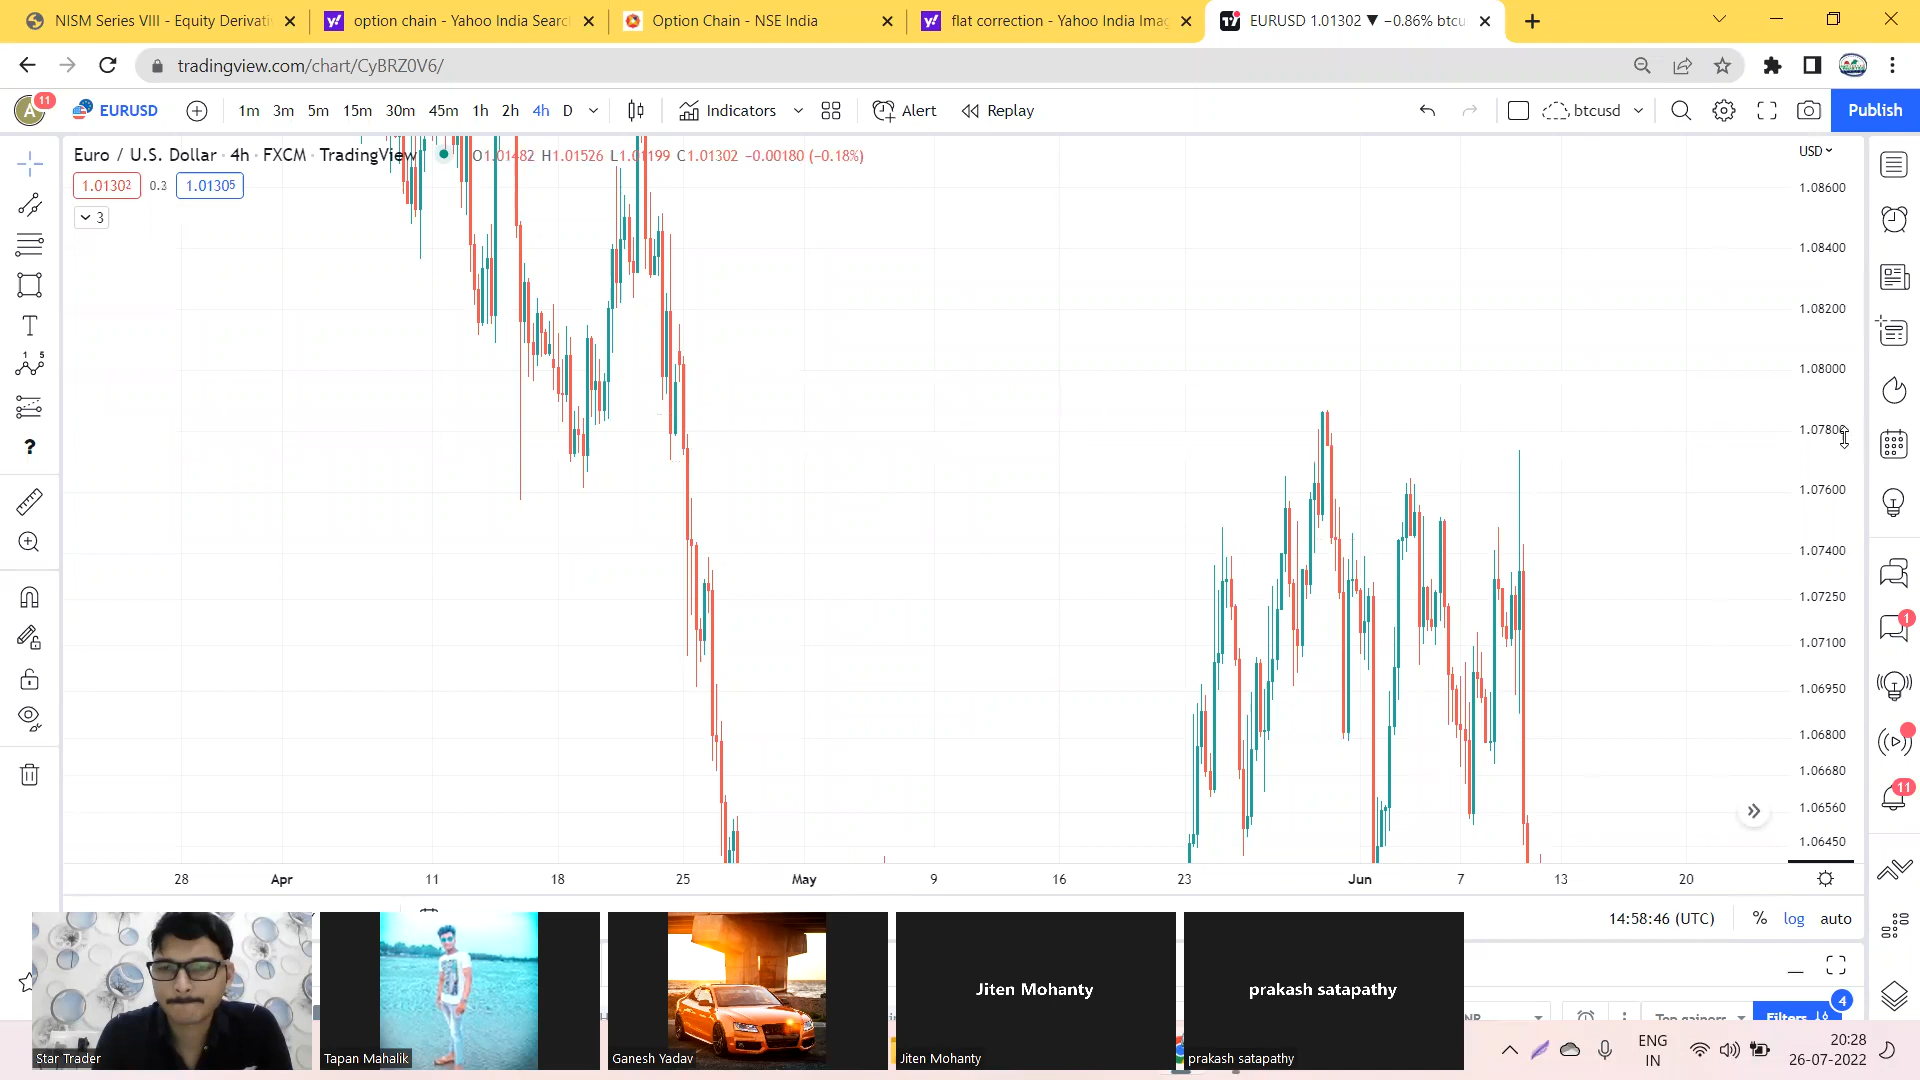 NISM Series VIII - Equity Derivati
option chain - Yahoo India Searc
Option Chain - NSE India
flat correction - Yahoo India Imag
EURUSD 1.01302 ▼ −0.86% btcu
tradingview.com/chart/CyBRZ0V6/
A
11
EURUSD
1m 3m 5m 15m 30m 45m 1h 2h 4h D
Indicators
Alert
Replay
btcusd
Publish
Euro / U.S. Dollar · 4h · FXCM · TradingView
O1.01482 H1.01526 L1.01199 C1.01302 −0.00180 (−0.18%)
1.01302 0.3 1.01305
3
USD
1.08600
1.08400
1.08200
1.08000
1.07800
1.07600
1.07400
1.07250
1.07100
1.06950
1.06800
1.06680
1.06560
1.06450
1
11
28 Apr 11 18 25 May 9 16 23 Jun 7 13 20
14:58:46 (UTC) % log auto
Top gainers
Filters
4
Jiten Mohanty
prakash satapathy
Star Trader
Tapan Mahalik
Ganesh Yadav
Jiten Mohanty
prakash satapathy
ENG
IN
20:28
26-07-2022